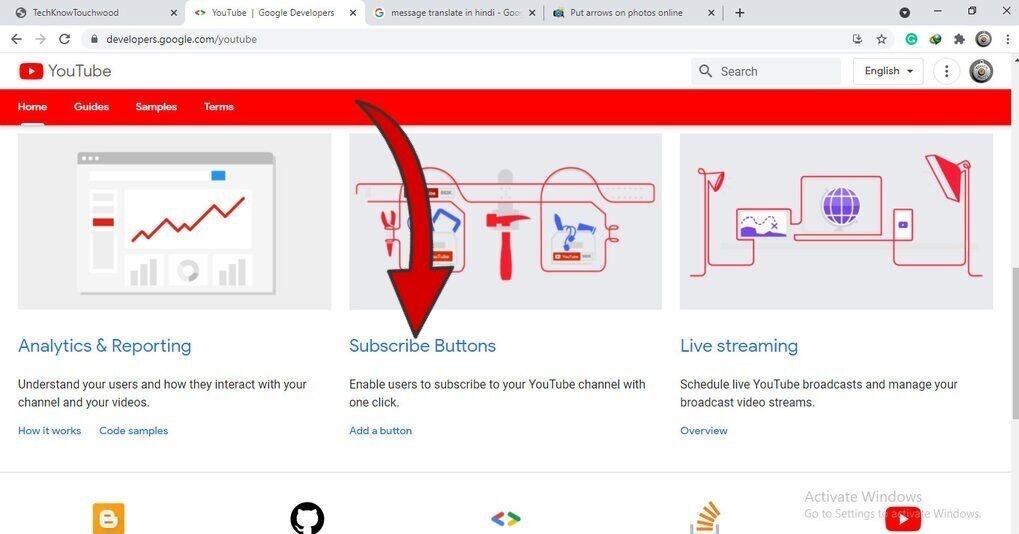 TechKnowTouchwood
YouTube | Google Developers
message translate in hindi - Goo
Put arrows on photos online
developers.google.com/youtube
YouTube
Search
English
Home
Guides
Samples
Terms
YouTube
YouTube
Analytics & Reporting
Subscribe Buttons
Live streaming
Understand your users and how they interact with your
channel and your videos.
Enable users to subscribe to your YouTube channel with
one click.
Schedule live YouTube broadcasts and manage your
broadcast video streams.
How it works
Code samples
Add a button
Overview
Activate Windows
Go to Settings to activate Windows.